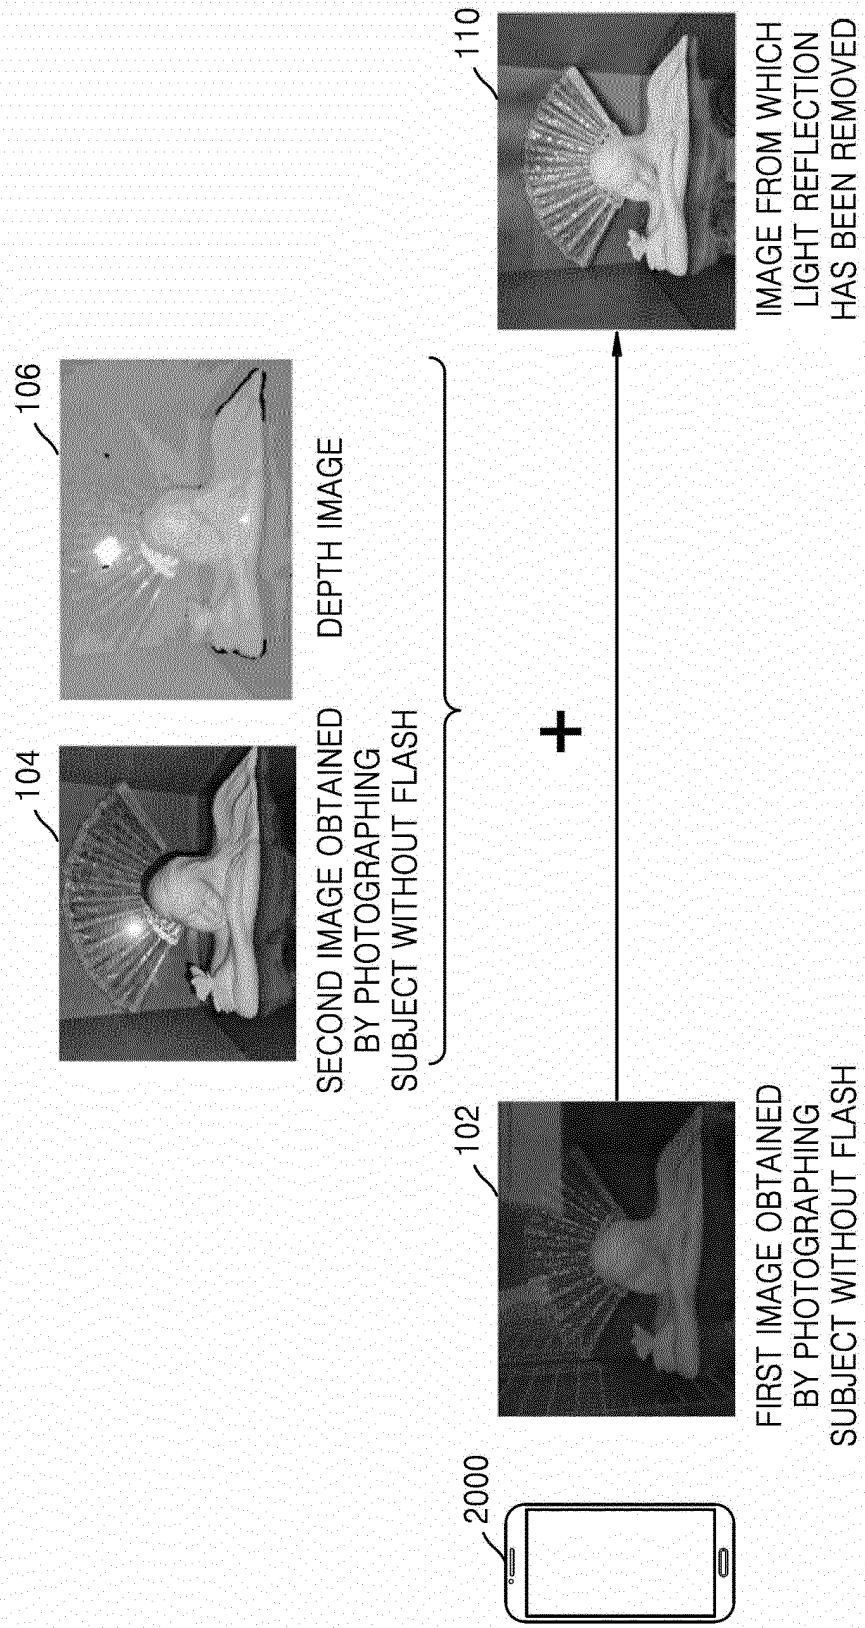 104
SECOND IMAGE OBTAINED
BY PHOTOGRAPHING
SUBJECT WITHOUT FLASH
106
DEPTH IMAGE
+
2000
102
FIRST IMAGE OBTAINED
BY PHOTOGRAPHING
SUBJECT WITHOUT FLASH
110
IMAGE FROM WHICH
LIGHT REFLECTION
HAS BEEN REMOVED